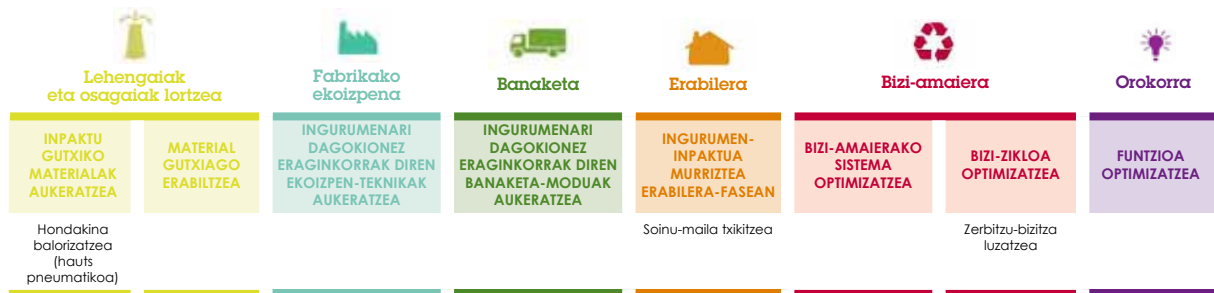 Lehengaiak
eta osagaiak lortzea
Fabrikako
ekoizpena
Banaketa
Erabilera
Bizi-amaiera
Orokorra
INPAKTU
GUTXIKO
MATERIALAK
AUKERATZEA
MATERIAL
GUTXIAGO
ERABILTZEA
INGURUMENARI
DAGOKIONEZ
ERAGINKORRAK DIREN
EKOIZPEN-TEKNIKAK
AUKERATZEA
INGURUMENARI
DAGOKIONEZ
ERAGINKORRAK DIREN
BANAKETA-MODUAK
AUKERATZEA
INGURUMEN-
INPAKTUA
MURRIZTEA
ERABILERA-FASEAN
BIZI-AMAIERAKO
SISTEMA
OPTIMIZATZEA
BIZI-ZIKLOA
OPTIMIZATZEA
FUNTZIOA
OPTIMIZATZEA
Hondakina
balorizatzea
(hauts
pneumatikoa)
Soinu-maila txikitzea
Zerbitzu-bizitza
luzatzea